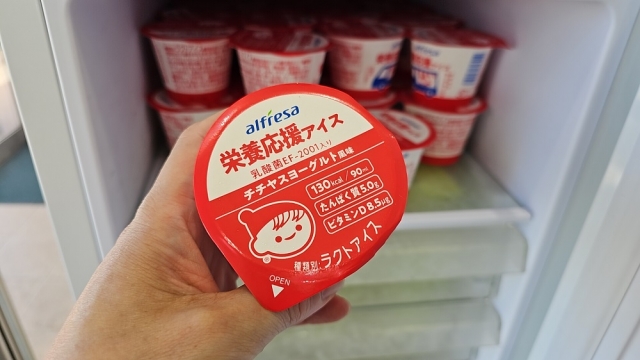 alfresa
栄養応援アイス
乳酸菌EF-2001入り
チチヤスヨーグルト風味
130kcal/90ml
たんぱく質5.0g
ビタミンD8.5μg
種類別:ラクトアイス
OPEN